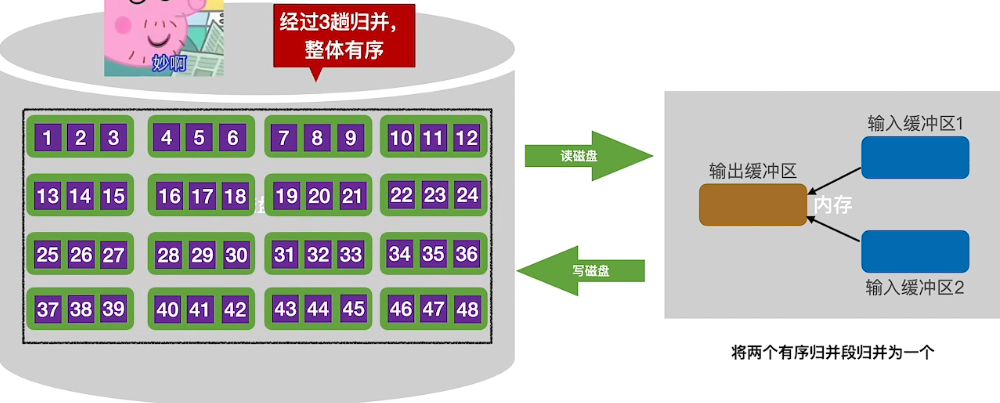 妙啊
经过3趟归并，
整体有序
1 2 3 4 5 6 7 8 9 10 11 12
13 14 15 16 17 18 19 20 21 22 23 24
25 26 27 28 29 30 31 32 33 34 35 36
37 38 39 40 41 42 43 44 45 46 47 48
读磁盘
写磁盘
输入缓冲区1
输出缓冲区
内存
输入缓冲区2
将两个有序归并段归并为一个